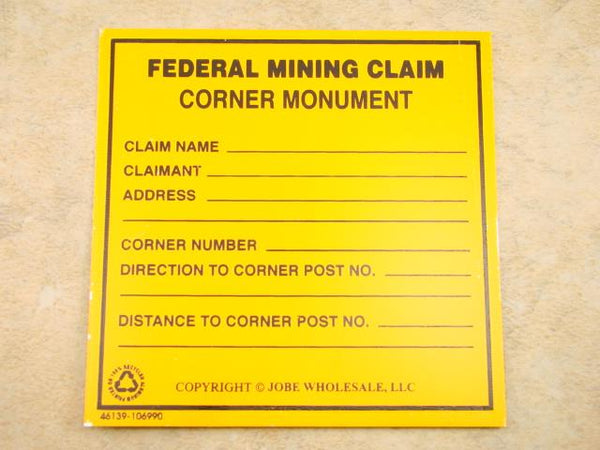 FEDERAL MINING CLAIM
CORNER MONUMENT
CLAIM NAME
CLAIMANT
ADDRESS
CORNER NUMBER
DIRECTION TO CORNER POST NO.
DISTANCE TO CORNER POST NO.
COPYRIGHT © JOBE WHOLESALE, LLC
46139-106990